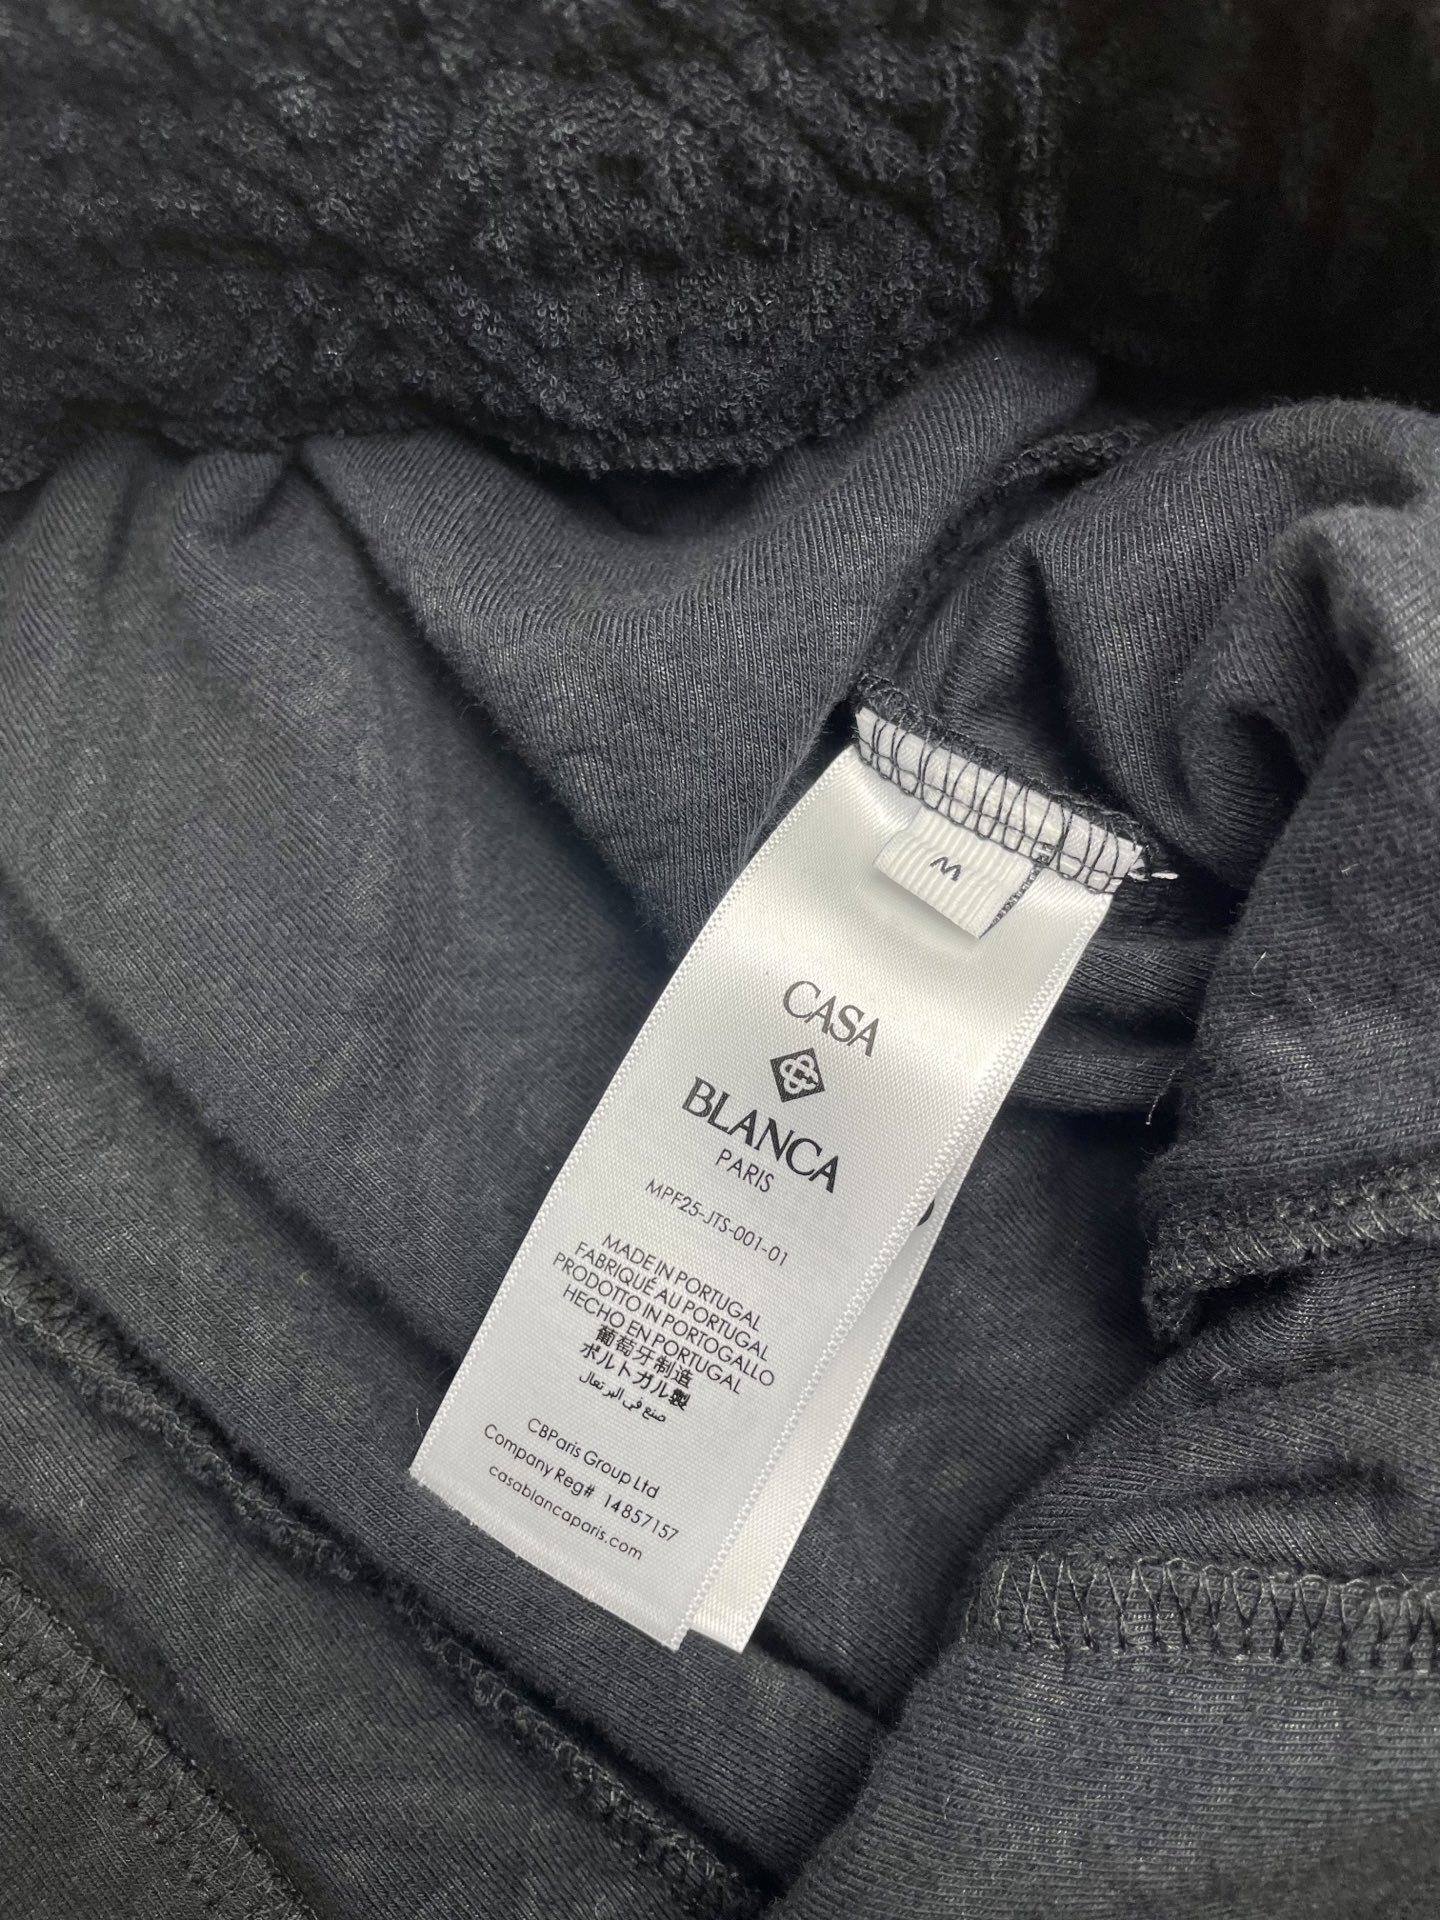 M
CASA
BLANCA
PARIS
MPF25-JTS-001-01
MADE IN PORTUGAL
FABRIQUÉ AU PORTUGAL
PRODOTTO IN PORTOGALLO
HECHO EN PORTUGAL
葡萄牙制造
ポルトガル製
صنع في البرتغال
CBParis Group Ltd
Company Reg# 14857157
casablancaparis.com